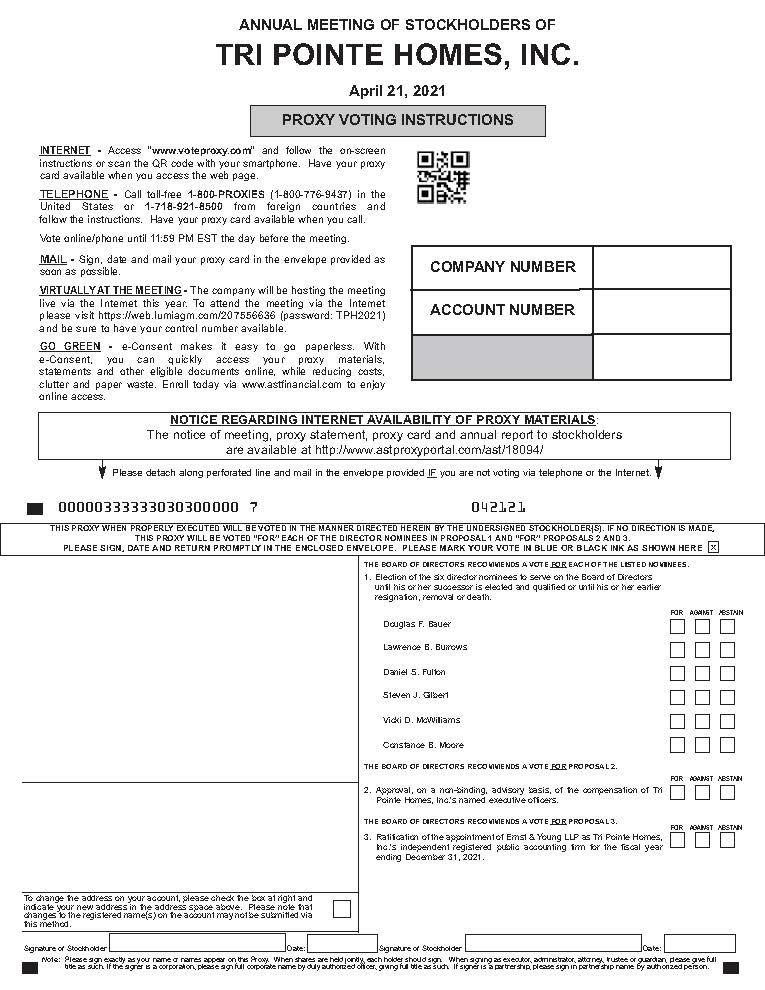 ANNUAL MEETING OF STOCKHOLDERS OF
TRI POINTE HOMES, INC.
April 21, 2021
PROXY VOTING INSTRUCTIONS
INTERNET - Access "www.voteproxy.com" and follow the on-screen
instructions or scan the QR code with your smartphone. Have your proxy
card available when you access the web page.
TELEPHONE - Call toll-free 1-800-PROXIES (1-800-776-9437) in the
United States or 1-718-921-8500 from foreign countries and
follow the instructions. Have your proxy card available when you call.
Vote online/phone until 11:59 PM EST the day before the meeting.
MAIL - Sign, date and mail your proxy card in the envelope provided as
soon as possible.
VIRTUALLY AT THE MEETING - The company will be hosting the meeting
live via the Internet this year. To attend the meeting via the Internet
please visit https://web.lumiagm.com/207556636 (password: TPH2021)
and be sure to have your control number available.
GO GREEN - e-Consent makes it easy to go paperless. With
e-Consent, you can quickly access your proxy materials,
statements and other eligible documents online, while reducing costs,
clutter and paper waste. Enroll today via www.astfinancial.com to enjoy
online access.
COMPANY NUMBER
ACCOUNT NUMBER
NOTICE REGARDING INTERNET AVAILABILITY OF PROXY MATERIALS:
The notice of meeting, proxy statement, proxy card and annual report to stockholders
are available at http://www.astproxyportal.com/ast/18094/
Please detach along perforated line and mail in the envelope provided IF you are not voting via telephone or the Internet.
00000333333030300000 7 042121
THIS PROXY WHEN PROPERLY EXECUTED WILL BE VOTED IN THE MANNER DIRECTED HEREIN BY THE UNDERSIGNED STOCKHOLDER(S). IF NO DIRECTION IS MADE,
THIS PROXY WILL BE VOTED "FOR" EACH OF THE DIRECTOR NOMINEES IN PROPOSAL 1 AND "FOR" PROPOSALS 2 AND 3.
PLEASE SIGN, DATE AND RETURN PROMPTLY IN THE ENCLOSED ENVELOPE. PLEASE MARK YOUR VOTE IN BLUE OR BLACK INK AS SHOWN HERE x
THE BOARD OF DIRECTORS RECOMMENDS A VOTE FOR EACH OF THE LISTED NOMINEES.
1. Election of the six director nominees to serve on the Board of Directors
until his or her successor is elected and qualified or until his or her earlier
resignation, removal or death.
FOR AGAINST ABSTAIN
Douglas F. Bauer
Lawrence B. Burrows
Daniel S. Fulton
Steven J. Gilbert
Vicki D. McWilliams
Constance B. Moore
THE BOARD OF DIRECTORS RECOMMENDS A VOTE FOR PROPOSAL 2.
FOR AGAINST ABSTAIN
2. Approval, on a non-binding, advisory basis, of the compensation of Tri
Pointe Homes, Inc.'s named executive officers.
THE BOARD OF DIRECTORS RECOMMENDS A VOTE FOR PROPOSAL 3.
FOR AGAINST ABSTAIN
3. Ratification of the appointment of Ernst & Young LLP as Tri Pointe Homes,
Inc.'s independent registered public accounting firm for the fiscal year
ending December 31, 2021.
To change the address on your account, please check the box at right and
indicate your new address in the address space above. Please note that
changes to the registered name(s) on the account may not be submitted via
this method.
Signature of Stockholder Date: Signature of Stockholder Date:
Note: Please sign exactly as your name or names appear on this Proxy. When shares are held jointly, each holder should sign. When signing as executor, administrator, attorney, trustee or guardian, please give full
title as such. If the signer is a corporation, please sign full corporate name by duly authorized officer, giving full title as such. If signer is a partnership, please sign in partnership name by authorized person.